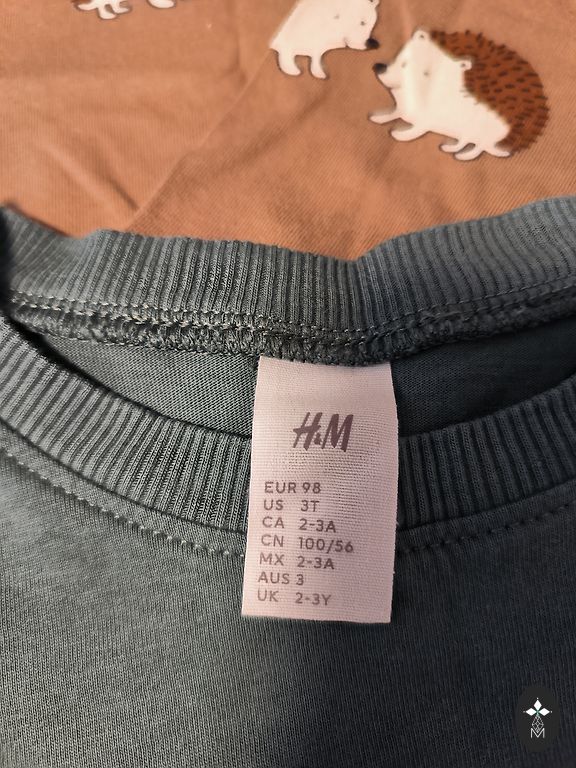 H&M
EUR 98
US 3T
CA 2-3A
CN 100/56
MX 2-3A
AUS 3
UK 2-3Y
M